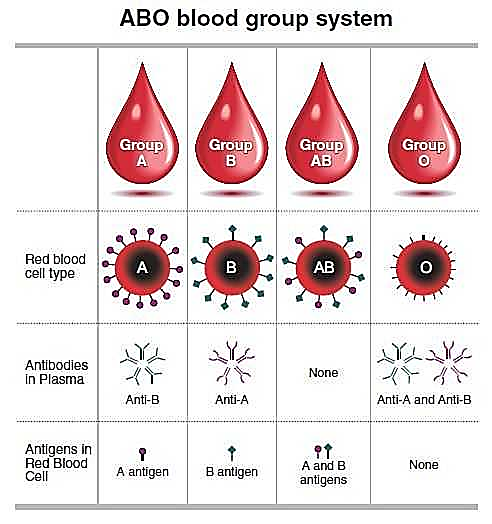 ABO blood group system
Group
A
Group
B
Group
AB
Group
O
Red blood
cell type
A
B
AB
O
Antibodies
in Plasma
Anti-B
Anti-A
None
Anti-A and Anti-B
Antigens in
Red Blood
Cell
A antigen
B antigen
A and B
antigens
None